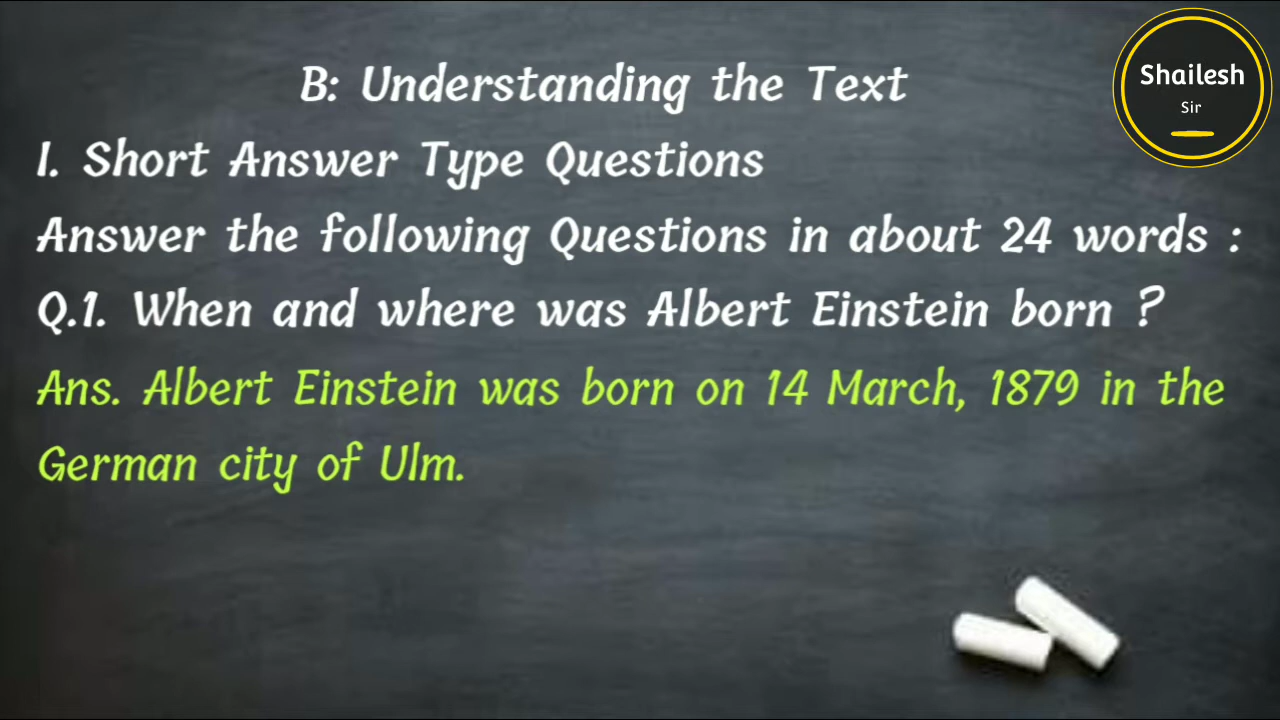 Shailesh
Sir
B: Understanding the Text
I. Short Answer Type Questions
Answer the following Questions in about 24 words :
Q.1. When and where was Albert Einstein born ?
Ans. Albert Einstein was born on 14 March, 1879 in the
German city of Ulm.